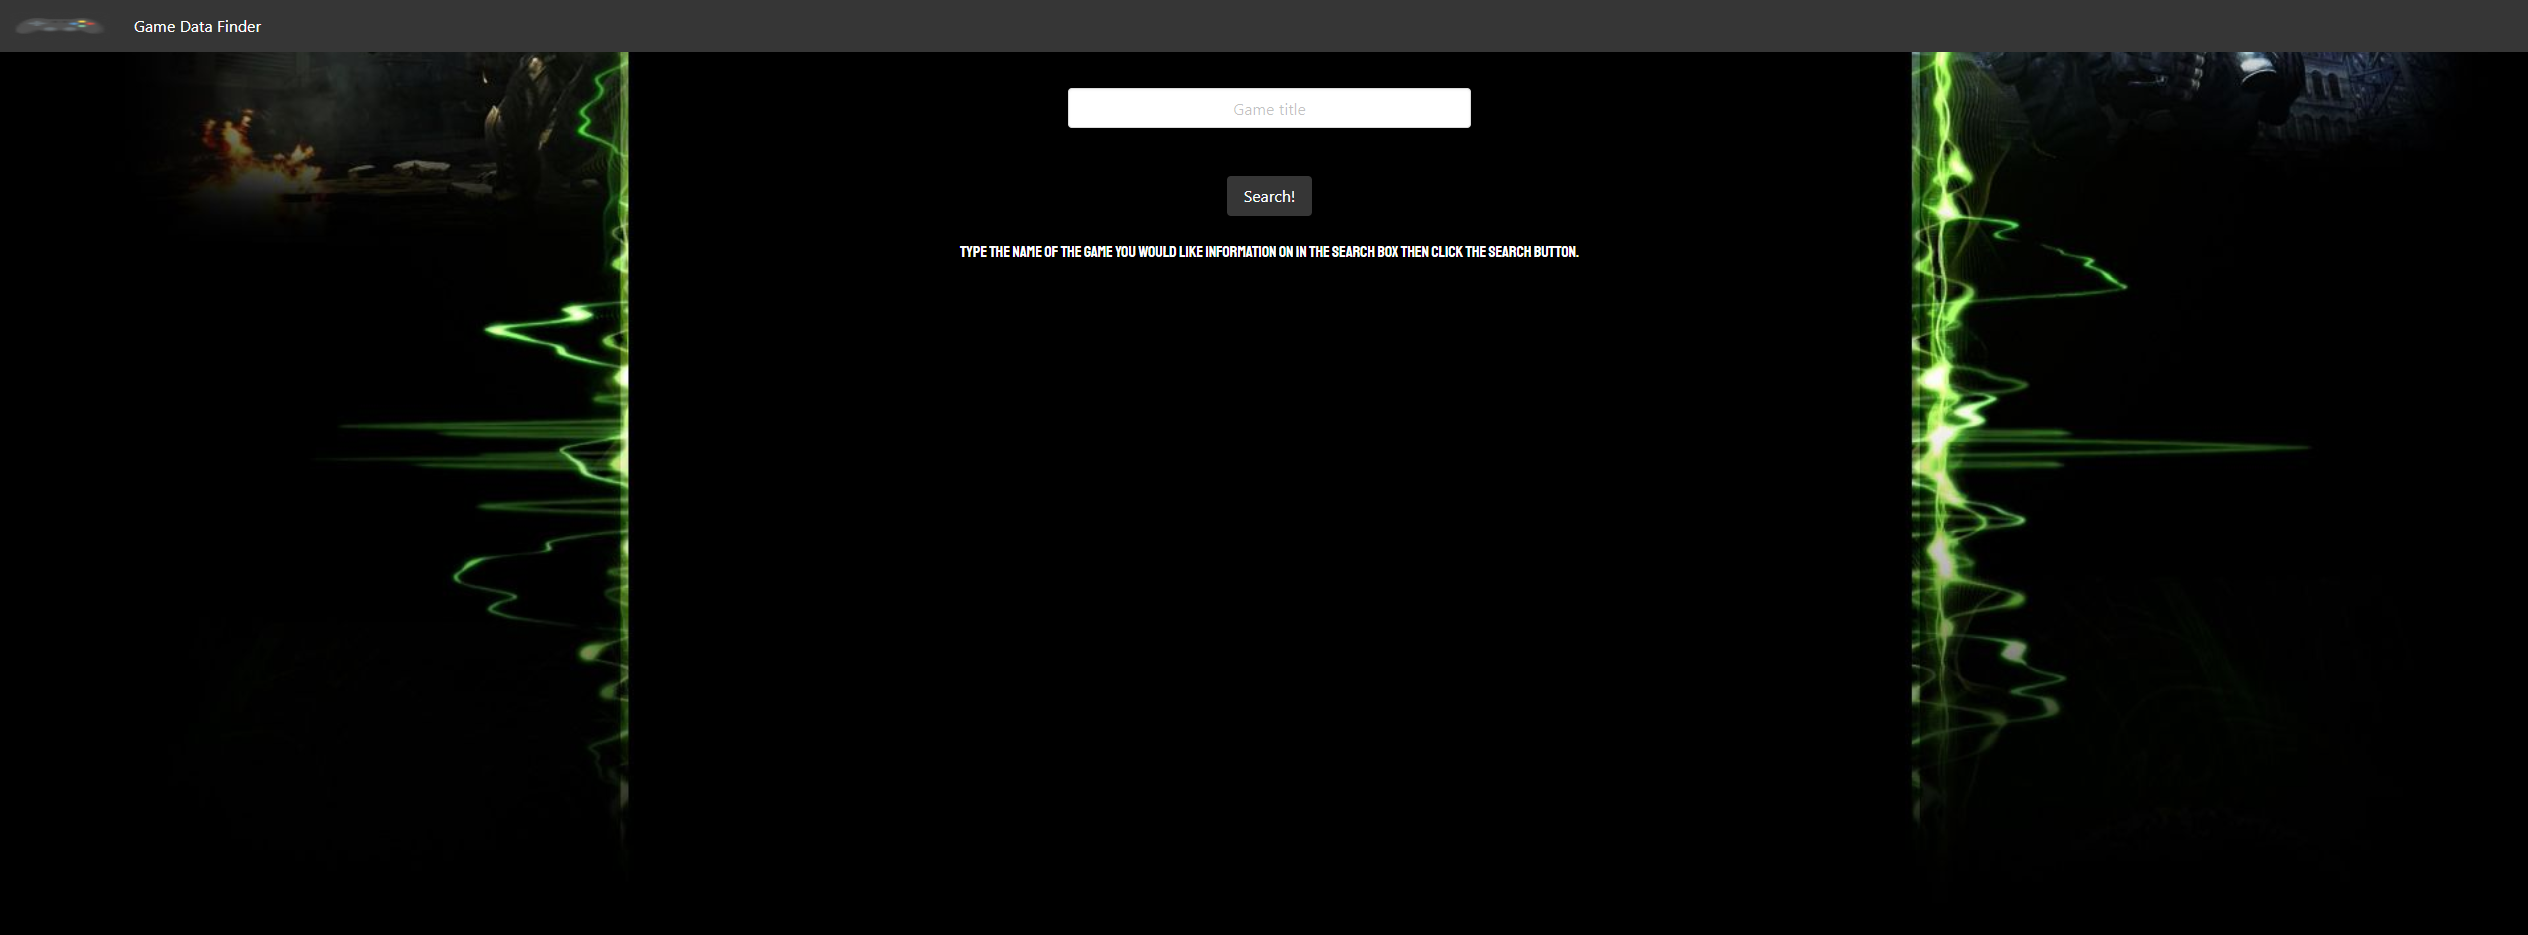 Game Data Finder
Game title
Search!
TYPE THE NAME OF THE GAME YOU WOULD LIKE INFORMATION ON IN THE SEARCH BOX THEN CLICK THE SEARCH BUTTON.